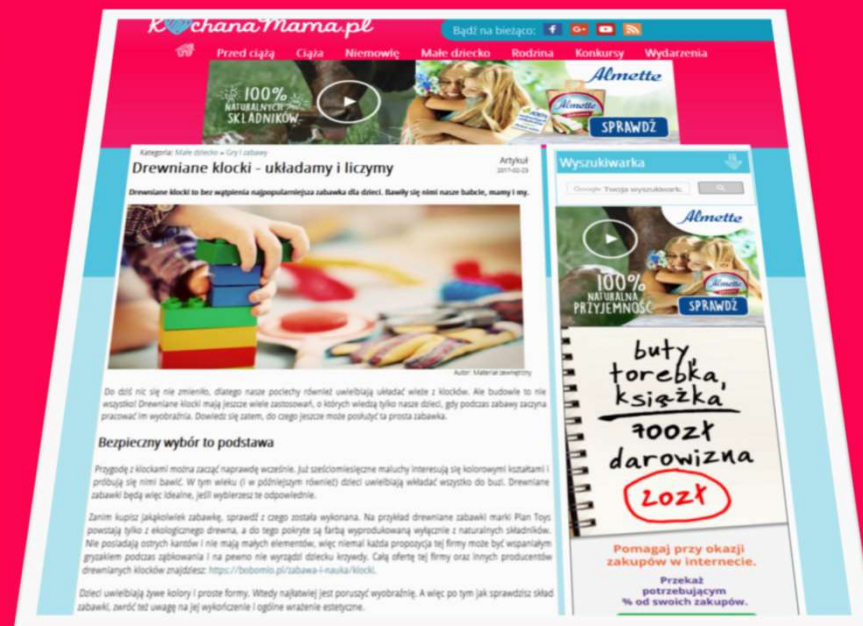 KochanaMama.pl
Bądź na bieżąco:
Przed ciążą Ciąża Niemowlę Małe dziecko Rodzina Konkursy Wydarzenia
100%
NATURALNYCH
SKŁADNIKÓW
Almette
Almette
SPRAWDŹ
Kategoria: Małe dziecko » Gry i zabawy
Drewniane klocki - układamy i liczymy
Artykuł
2017-02-23
Drewniane klocki to bez wątpienia najpopularniejsza zabawka dla dzieci. Bawiły się nimi nasze babcie, mamy i my.
Autor: Materiał zewnętrzny
Do dziś nic się nie zmieniło, dlatego nasze pociechy również uwielbiają układać wieże z klocków. Ale budowle to nie
wszystko! Drewniane klocki mają jeszcze wiele zastosowań, o których wiedzą tylko nasze dzieci, gdy podczas zabawy zaczyna
pracować im wyobraźnia. Dowiedz się zatem, do czego jeszcze może posłużyć ta prosta zabawka.
Bezpieczny wybór to podstawa
Przygodę z klockami można zacząć naprawdę wcześnie. Już sześciomiesięczne maluchy interesują się kolorowymi kształtami i
próbują się nimi bawić. W tym wieku (i w późniejszym również) dzieci uwielbiają wkładać wszystko do buzi. Drewniane
zabawki będą więc idealne, jeśli wybierzesz te odpowiednie.
Zanim kupisz jakąkolwiek zabawkę, sprawdź z czego została wykonana. Na przykład drewniane zabawki marki Plan Toys
powstają tylko z ekologicznego drewna, a do tego pokryte są farbą wyprodukowaną wyłącznie z naturalnych składników.
Nie posiadają ostrych kantów i nie mają małych elementów, więc niemal każda propozycja tej firmy może być wspaniałym
gryzakiem podczas ząbkowania i na pewno nie wyrządzi dziecku krzywdy. Całą ofertę tej firmy oraz innych producentów
drewnianych klocków znajdziesz: https://bobomio.pl/zabawa-i-nauka/klocki.
Dzieci uwielbiają żywe kolory i proste formy. Wtedy najłatwiej jest poruszyć wyobraźnię. A więc po tym jak sprawdzisz skład
zabawki, zwróć też uwagę na jej wykończenie i ogólne wrażenie estetyczne.
Wyszukiwarka
Google Twoja wyszukiwark:
Almette
100%
NATURALNA
PRZYJEMNOŚĆ
Almette
SPRAWDŹ
buty,
torebka,
książka
700zł
darowizna
20zł
Pomagaj przy okazji
zakupów w internecie.
Przekaż
potrzebującym
% od swoich zakupów.